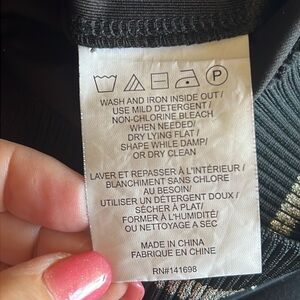 P
WASH AND IRON INSIDE OUT /
USE MILD DETERGENT /
NON-CHLORINE BLEACH
WHEN NEEDED/
DRY LYING FLAT /
SHAPE WHILE DAMP/
OR DRY CLEAN
LAVER ET REPASSER À L'INTÉRIEUR /
BLANCHIMENT SANS CHLORE
AU BESOIN/
UTILISER UN DÉTERGENT DOUX /
SÉCHER À PLAT/
FORMER À L'HUMIDITÉ/
OU NETTOYAGE A SEC
MADE IN CHINA
FABRIQUE EN CHINE
RN#141698